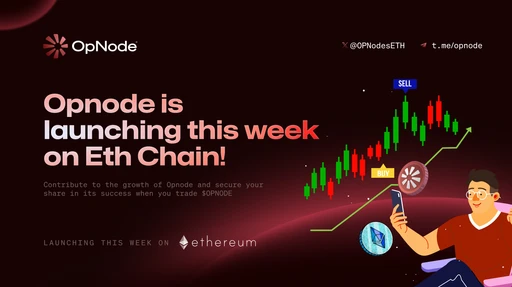 OpNode
@OPNodesETH
t.me/opnode
Opnode is
launching this week
on Eth Chain!
Contribute to the growth of Opnode and secure your
share in its success when you trade $OPNODE
LAUNCHING THIS WEEK ON
ethereum
SELL
BUY